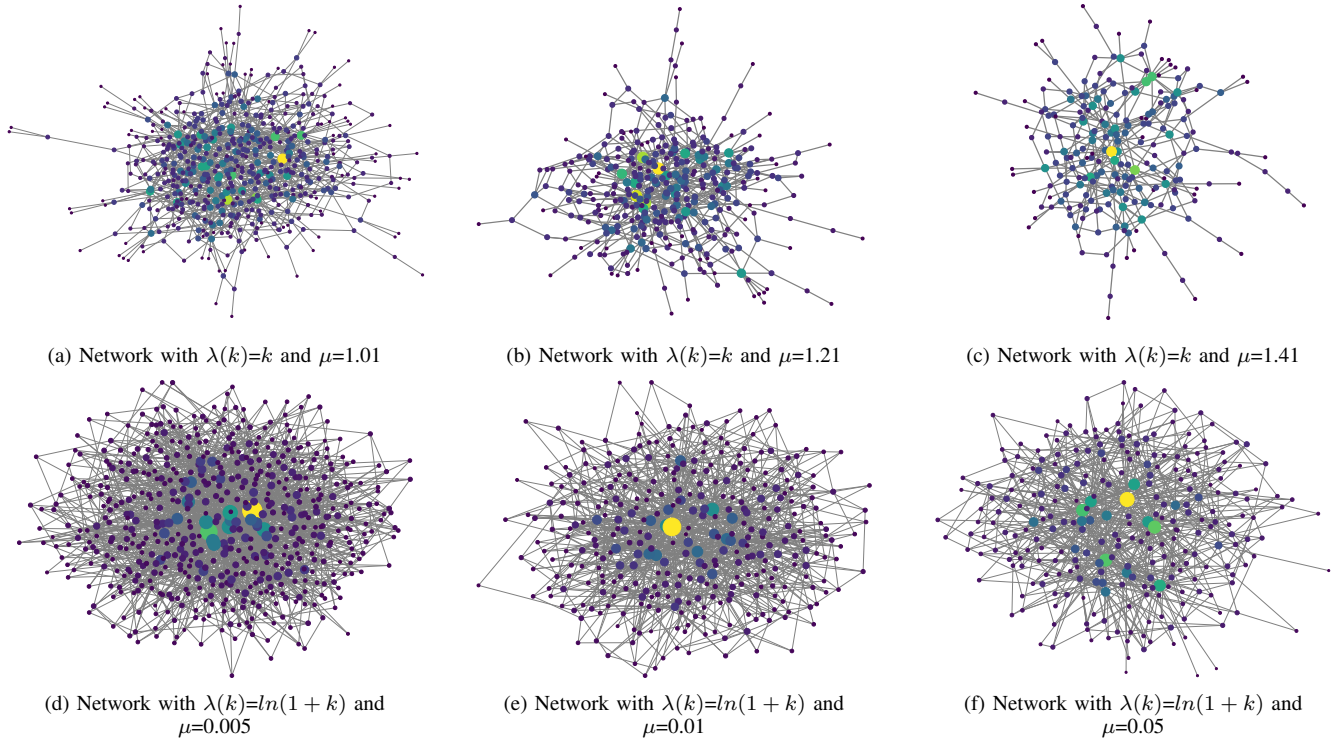 (a) Network with λ(k)=k and μ=1.01
(b) Network with λ(k)=k and μ=1.21
(c) Network with λ(k)=k and μ=1.41
(d) Network with λ(k)=ln(1 + k) and
μ=0.005
(e) Network with λ(k)=ln(1 + k) and
μ=0.01
(f) Network with λ(k)=ln(1 + k) and
μ=0.05